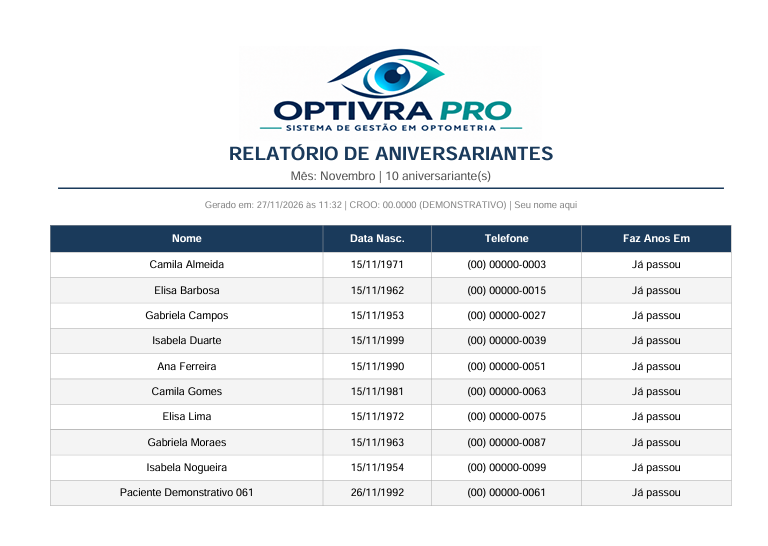 OPTIVRA PRO
SISTEMA DE GESTÃO EM OPTOMETRIA
RELATÓRIO DE ANIVERSARIANTES
Mês: Novembro | 10 aniversariante(s)
Gerado em: 27/11/2026 às 11:32 | CROO: 00.0000 (DEMONSTRATIVO) | Seu nome aqui
Nome Data Nasc. Telefone Faz Anos Em
Camila Almeida 15/11/1971 (00) 00000-0003 Já passou
Elisa Barbosa 15/11/1962 (00) 00000-0015 Já passou
Gabriela Campos 15/11/1953 (00) 00000-0027 Já passou
Isabela Duarte 15/11/1999 (00) 00000-0039 Já passou
Ana Ferreira 15/11/1990 (00) 00000-0051 Já passou
Camila Gomes 15/11/1981 (00) 00000-0063 Já passou
Elisa Lima 15/11/1972 (00) 00000-0075 Já passou
Gabriela Moraes 15/11/1963 (00) 00000-0087 Já passou
Isabela Nogueira 15/11/1954 (00) 00000-0099 Já passou
Paciente Demonstrativo 061 26/11/1992 (00) 00000-0061 Já passou